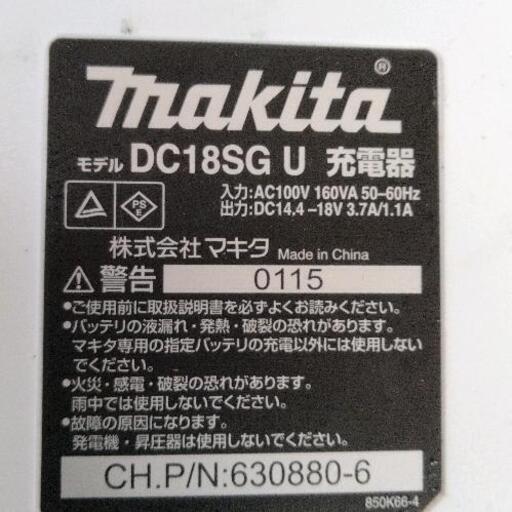 makita®
モデル DC18SG U 充電器
入力:AC100V 160VA 50–60Hz
出力:DC14.4 –18V 3.7A/1.1A
PS
E
株式会社マキタ Made in China
警告 0115
●ご使用前に取扱説明書を必ずよくお読みください。
●バッテリの液漏れ・発熱・破裂の恐れがあります。
マキタ専用の指定バッテリの充電以外には使用しない
でください。
●火災・感電・破裂の恐れがあります。
雨中では使用しないでください。
●故障の原因になります。
発電機・昇圧器は使用しないでください。
CH.P/N:630880-6
850K66-4